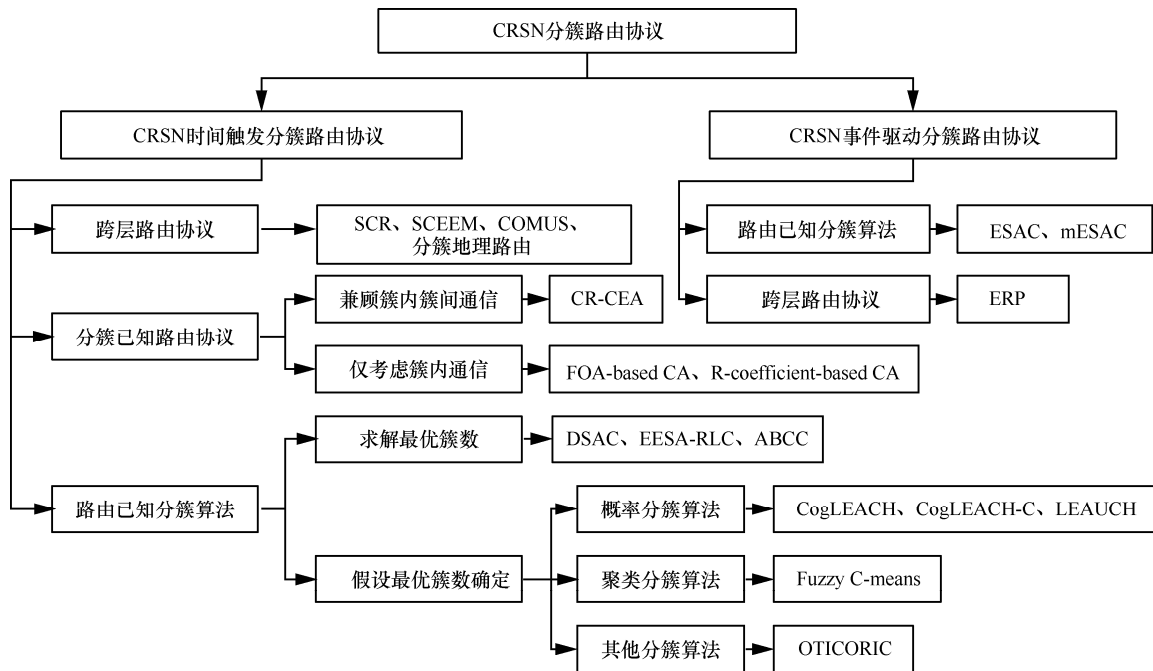 CRSN分簇路由协议
CRSN时间触发分簇路由协议
CRSN事件驱动分簇路由协议
跨层路由协议
SCR、SCEEM、COMUS、
分簇地理路由
路由已知分簇算法
ESAC、mESAC
兼顾簇内簇间通信
CR-CEA
跨层路由协议
ERP
分簇已知路由协议
仅考虑簇内通信
FOA-based CA、R-coefficient-based CA
求解最优簇数
DSAC、EESA-RLC、ABCC
路由已知分簇算法
概率分簇算法
CogLEACH、CogLEACH-C、LEAUCH
假设最优簇数确定
聚类分簇算法
Fuzzy C-means
其他分簇算法
OTICORIC